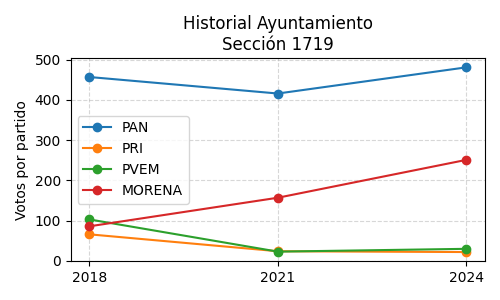 Historial Ayuntamiento
Sección 1719
Votos por partido
500
400
300
200
100
0
PAN
PRI
PVEM
MORENA
2018
2021
2024